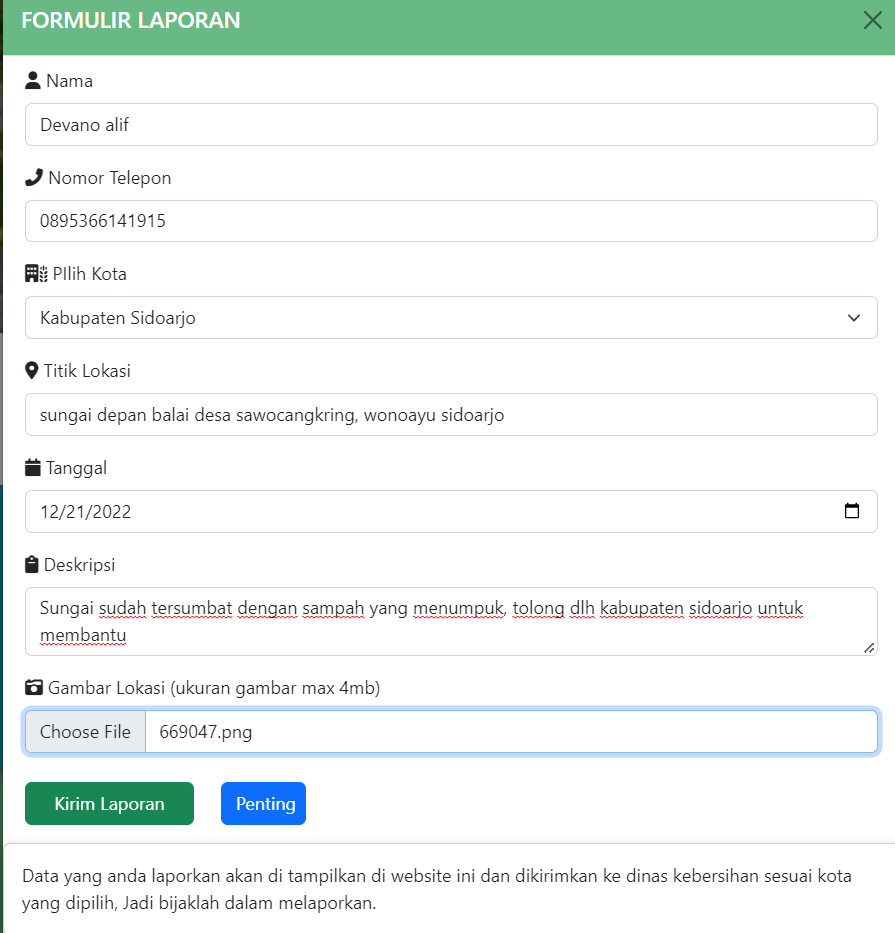 FORMULIR LAPORAN
Nama
Devano alif
Nomor Telepon
0895366141915
PIlih Kota
Kabupaten Sidoarjo
Titik Lokasi
sungai depan balai desa sawocangkring, wonoayu sidoarjo
Tanggal
12/21/2022
Deskripsi
Sungai sudah tersumbat dengan sampah yang menumpuk, tolong dlh kabupaten sidoarjo untuk
membantu
Gambar Lokasi (ukuran gambar max 4mb)
Choose File 669047.png
Kirim Laporan Penting
Data yang anda laporkan akan di tampilkan di website ini dan dikirimkan ke dinas kebersihan sesuai kota
yang dipilih, Jadi bijaklah dalam melaporkan.